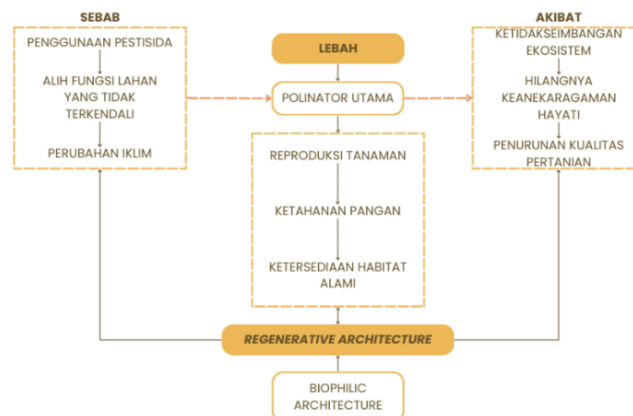 SEBAB
PENGGUNAAN PESTISIDA
ALIH FUNGSI LAHAN
YANG TIDAK
TERKENDALI
PERUBAHAN IKLIM
LEBAH
POLINATOR UTAMA
REPRODUKSI TANAMAN
KETAHANAN PANGAN
KETERSEDIAAN HABITAT
ALAMI
AKIBAT
KETIDAKSEIMBANGAN
EKOSISTEM
HILANGNYA
KEANEKARAGAMAN
HAYATI
PENURUNAN KUALITAS
PERTANIAN
REGENERATIVE ARCHITECTURE
BIOPHILIC
ARCHITECTURE